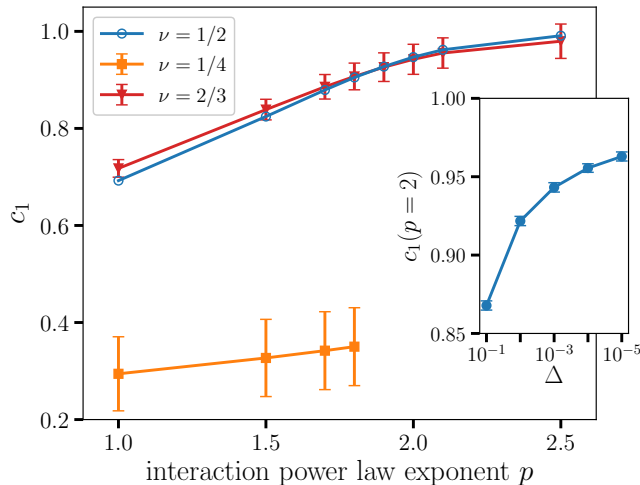 1.0
0.8
0.6
0.4
0.2
c₁
ν = 1/2
ν = 1/4
ν = 2/3
1.00
0.95
0.90
0.85
c₁(p = 2)
10⁻¹ 10⁻³ 10⁻⁵
Δ
1.0 1.5 2.0 2.5
interaction power law exponent p